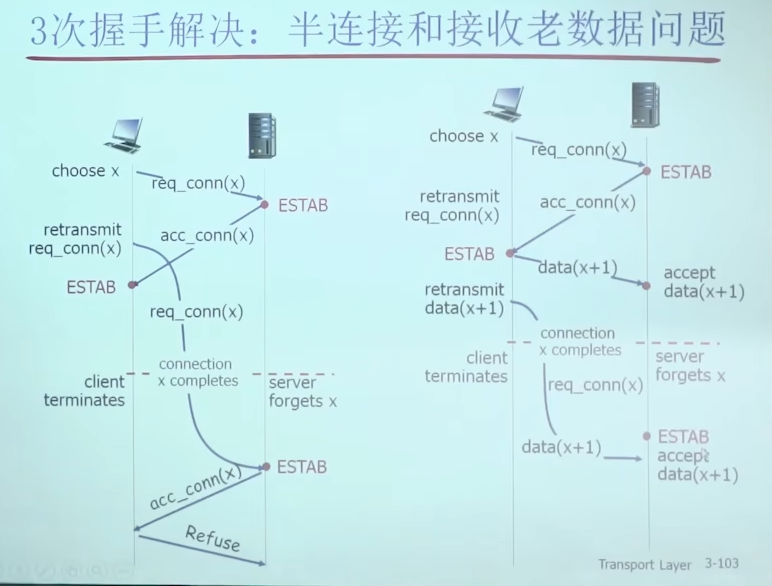 3次握手解决：半连接和接收老数据问题
choose x
req_conn(x)
ESTAB
retransmit
req_conn(x)
acc_conn(x)
ESTAB
req_conn(x)
connection
x completes
client
terminates
server
forgets x
ESTAB
acc_conn(x)
Refuse
choose x
req_conn(x)
ESTAB
retransmit
req_conn(x)
acc_conn(x)
ESTAB
data(x+1)
accept
data(x+1)
retransmit
data(x+1)
connection
x completes
client
terminates
server
forgets x
req_conn(x)
data(x+1)
ESTAB
accept
data(x+1)
Transport Layer 3-103